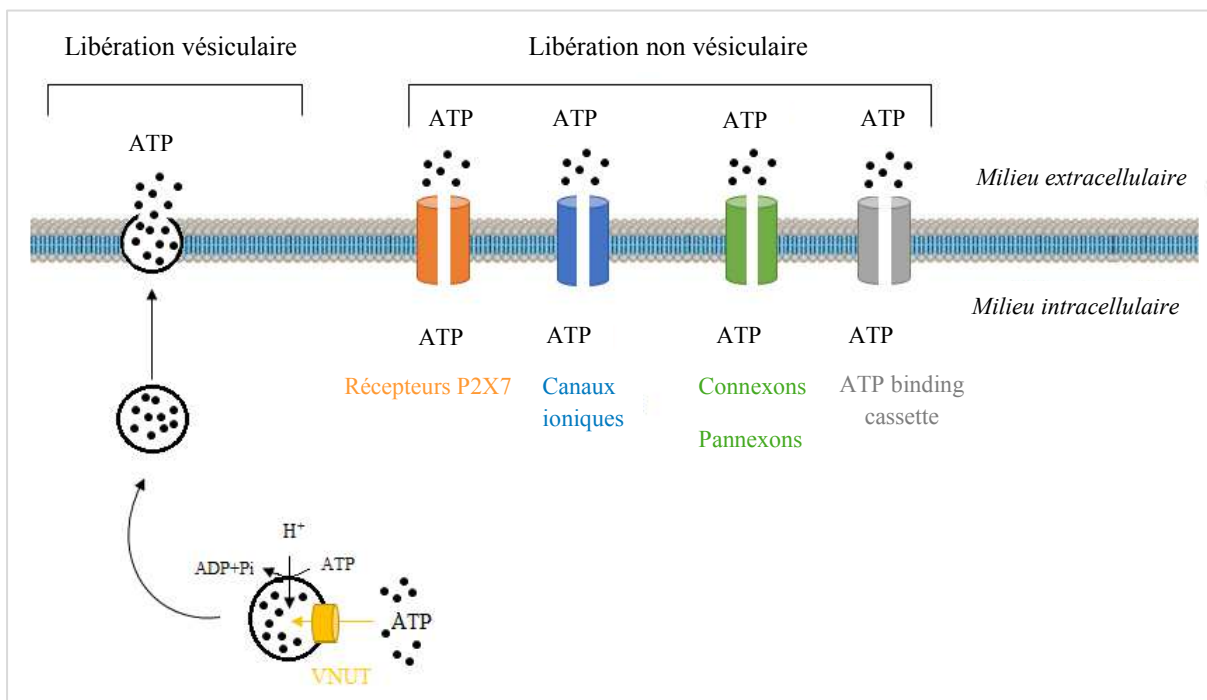 Libération vésiculaire
Libération non vésiculaire
ATP
ATP
ATP
ATP
ATP
Milieu extracellulaire
Milieu intracellulaire
ATP
ATP
ATP
ATP
Récepteurs P2X7
Canaux
ioniques
Connexons
Pannexons
ATP binding
cassette
H⁺
ADP+Pi
ATP
ATP
VNUT